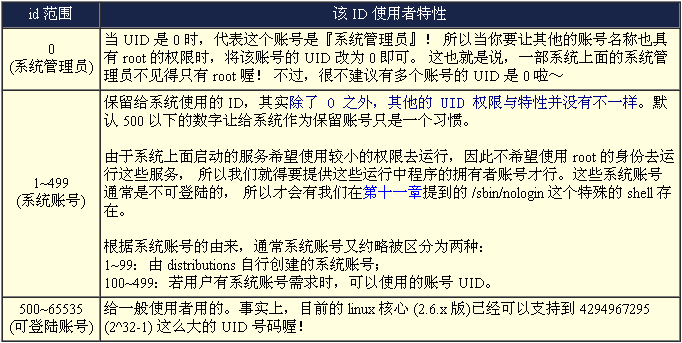 id 范围 该 ID 使用者特性
0
(系统管理员)
当 UID 是 0 时，代表这个账号是『系统管理员』！ 所以当你要让其他的账号名称也具
有 root 的权限时，将该账号的 UID 改为 0 即可。 这也就是说，一部系统上面的系统管
理员不见得只有 root 喔！ 不过，很不建议有多个账号的 UID 是 0 啦～
1~499
(系统账号)
保留给系统使用的 ID，其实除了 0 之外，其他的 UID 权限与特性并没有不一样。默
认 500 以下的数字让给系统作为保留账号只是一个习惯。
由于系统上面启动的服务希望使用较小的权限去运行，因此不希望使用 root 的身份去运
行这些服务， 所以我们就得要提供这些运行中程序的拥有者账号才行。这些系统账号
通常是不可登陆的， 所以才会有我们在第十一章提到的 /sbin/nologin 这个特殊的 shell 存
在。
根据系统账号的由来，通常系统账号又约略被区分为两种：
1~99：由 distributions 自行创建的系统账号；
100~499：若用户有系统账号需求时，可以使用的账号 UID。
500~65535
(可登陆账号)
给一般使用者用的。事实上，目前的 linux 核心 (2.6.x 版)已经可以支持到 4294967295
(2^32-1) 这么大的 UID 号码喔！